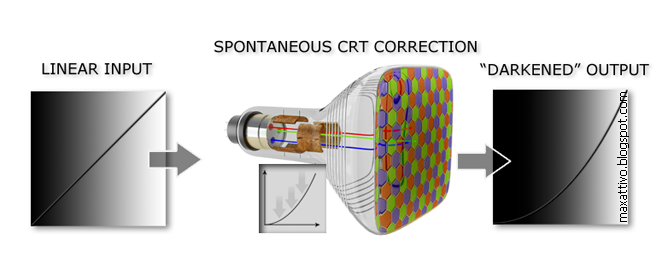 SPONTANEOUS CRT CORRECTION
LINEAR INPUT
“DARKENED” OUTPUT
maxattivo.blogspot.com